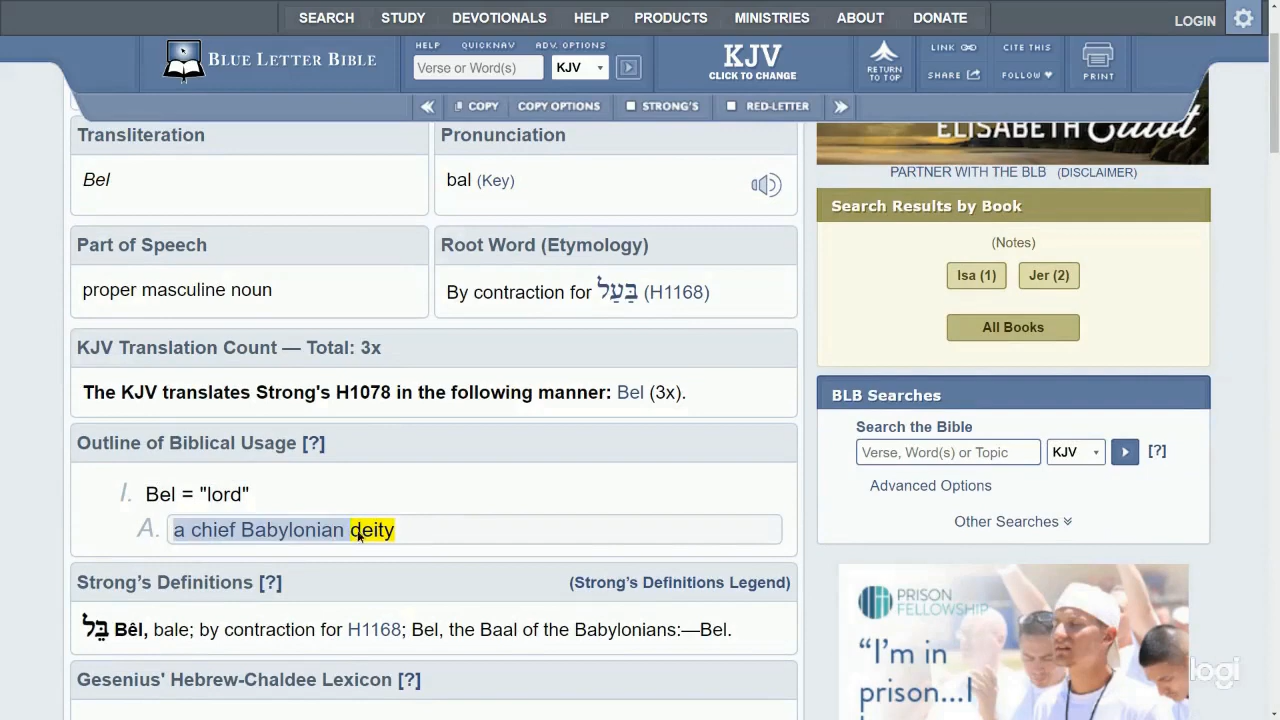 SEARCH STUDY DEVOTIONALS HELP PRODUCTS MINISTRIES ABOUT DONATE LOGIN
BLUE LETTER BIBLE
HELP QUICKNAV ADV. OPTIONS
Verse or Word(s) KJV
KJV
CLICK TO CHANGE
RETURN
TO TOP
LINK CITE THIS
SHARE FOLLOW
PRINT
COPY COPY OPTIONS STRONG'S RED-LETTER
Transliteration
Bel
Pronunciation
bal (Key)
Part of Speech
proper masculine noun
Root Word (Etymology)
By contraction for בַּעַל (H1168)
KJV Translation Count — Total: 3x
The KJV translates Strong's H1078 in the following manner: Bel (3x).
Outline of Biblical Usage [?]
I. Bel = "lord"
A. a chief Babylonian deity
Strong’s Definitions [?] (Strong’s Definitions Legend)
בֵּל Bêl, bale; by contraction for H1168; Bel, the Baal of the Babylonians:—Bel.
Gesenius' Hebrew-Chaldee Lexicon [?]
ELISABETH Elliot
PARTNER WITH THE BLB (DISCLAIMER)
Search Results by Book
(Notes)
Isa (1) Jer (2)
All Books
BLB Searches
Search the Bible
Verse, Word(s) or Topic KJV [?]
Advanced Options
Other Searches
PRISON
FELLOWSHIP
“I’m in
prison...I
logi